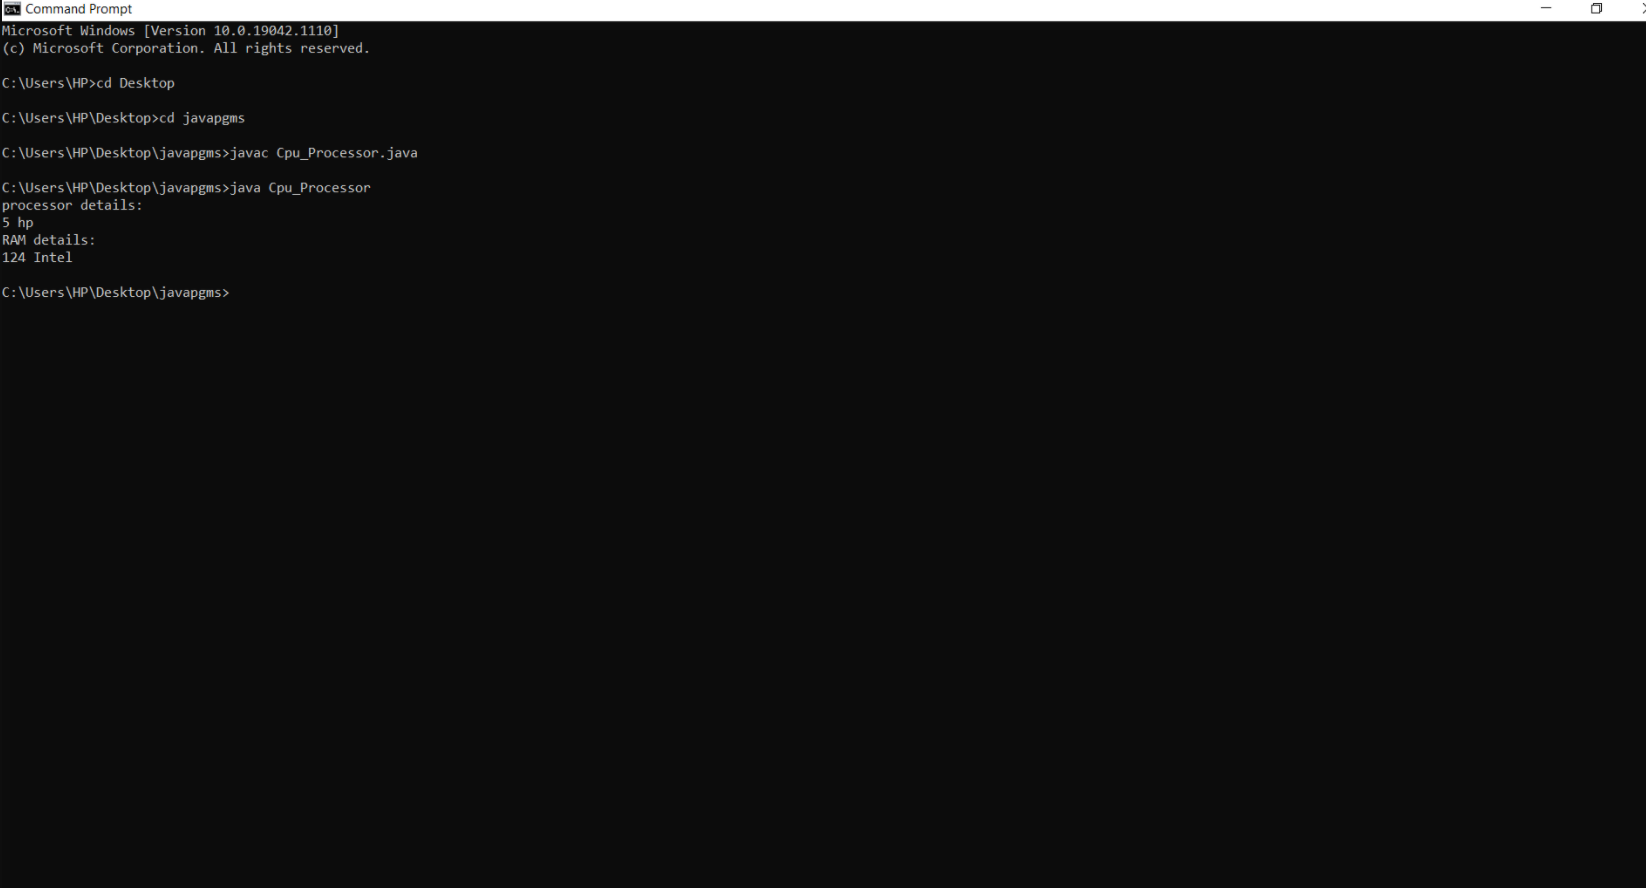 Command Prompt
Microsoft Windows [Version 10.0.19042.1110]
(c) Microsoft Corporation. All rights reserved.
C:\Users\HP>cd Desktop
C:\Users\HP\Desktop>cd javapgms
C:\Users\HP\Desktop\javapgms>javac Cpu_Processor.java
C:\Users\HP\Desktop\javapgms>java Cpu_Processor
processor details:
5 hp
RAM details:
124 Intel
C:\Users\HP\Desktop\javapgms>